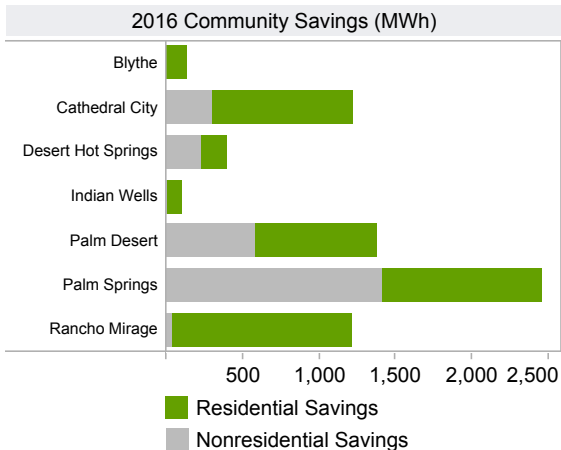 2016 Community Savings (MWh)
Blythe
Cathedral City
Desert Hot Springs
Indian Wells
Palm Desert
Palm Springs
Rancho Mirage
500 1,000 1,500 2,000 2,500
Residential Savings
Nonresidential Savings